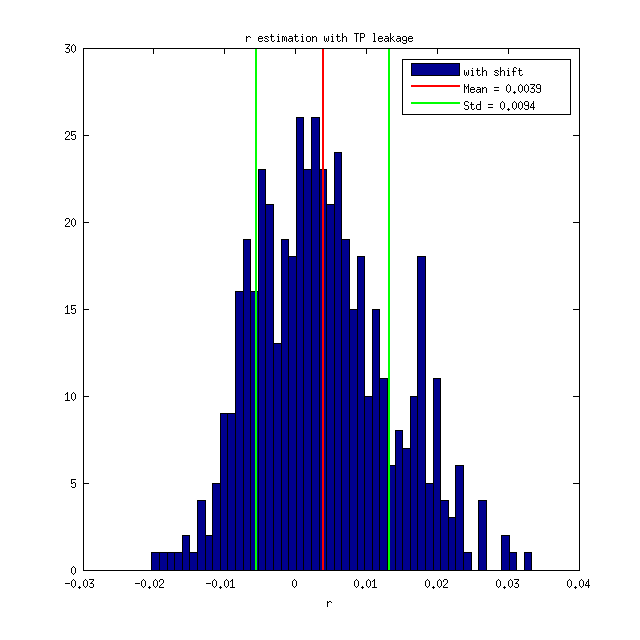 r estimation with TP leakage
with shift
Mean = 0.0039
Std = 0.0094
30
25
20
15
10
5
0
-0.03 -0.02 -0.01 0 0.01 0.02 0.03 0.04
r